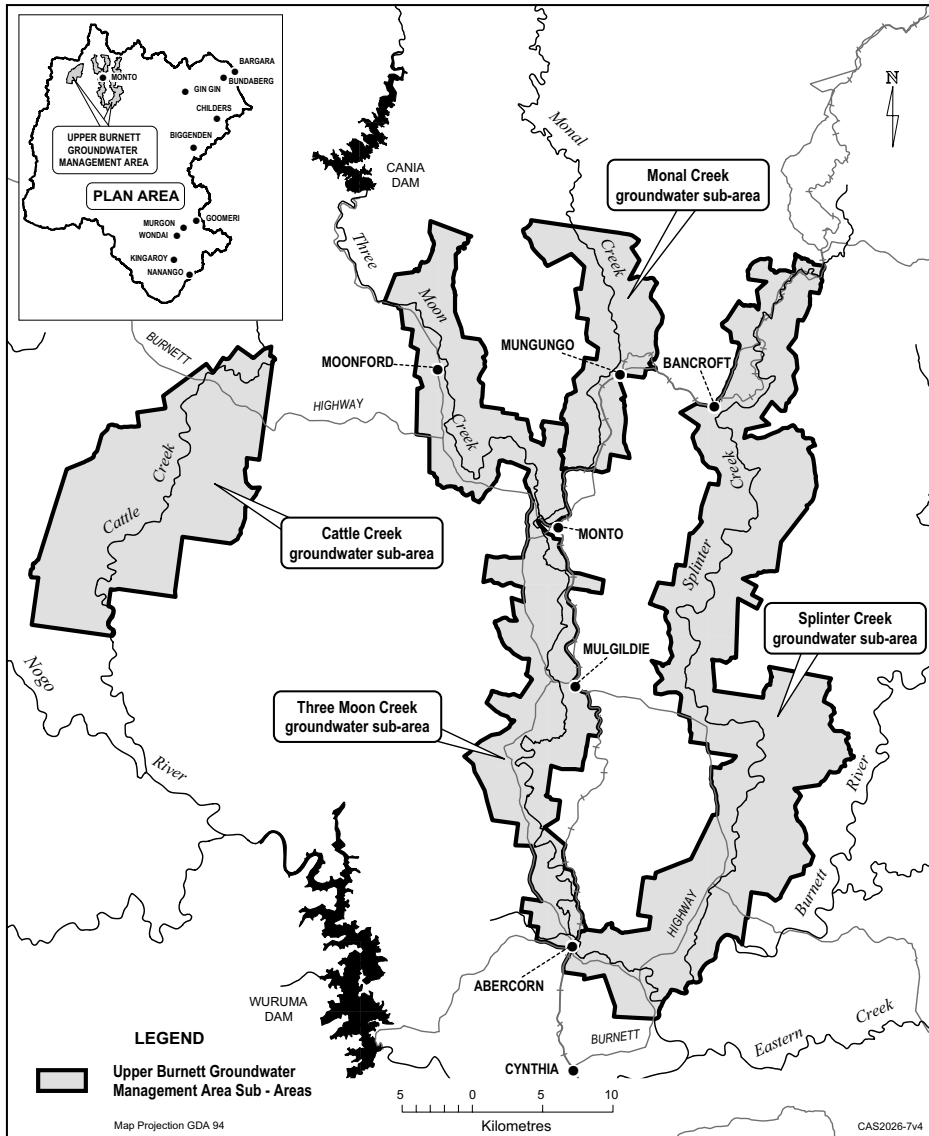 MONTO
BARGARA
BUNDABERG
GIN GIN
CHILDERS
BIGGENDEN
UPPER BURNETT
GROUNDWATER
MANAGEMENT AREA
PLAN AREA
MURGON
GOOMERI
WONDAI
KINGAROY
NANANGO
N
Monal
CANIA
DAM
Monal Creek
groundwater sub-area
Three
Moon
Creek
Creek
BURNETT
HIGHWAY
MOONFORD
MUNGUNGO
BANCROFT
Creek
Cattle
Creek
Cattle Creek
groundwater sub-area
MONTO
Splinter
Splinter Creek
groundwater sub-area
Nogo
River
MULGILDIE
Three Moon Creek
groundwater sub-area
River
Burnett
HIGHWAY
ABERCORN
WURUMA
DAM
BURNETT
Eastern
Creek
CYNTHIA
LEGEND
Upper Burnett Groundwater
Management Area Sub - Areas
5 0 5 10
Kilometres
Map Projection GDA 94
CAS2026-7v4